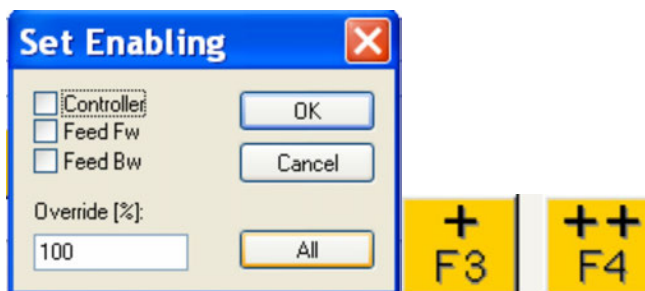 Set Enabling
Controller
Feed Fw
Feed Bw
OK
Cancel
Override [%]:
100
All
+
F3
++
F4